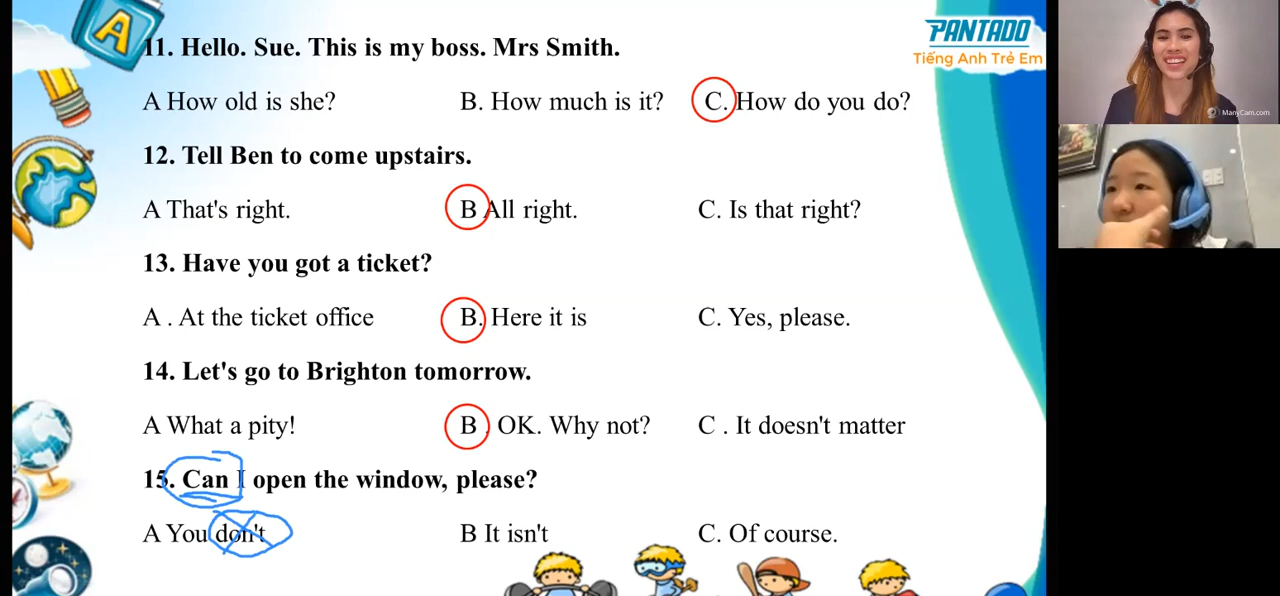 PANTADO
Tiếng Anh Trẻ Em
A
11. Hello. Sue. This is my boss. Mrs Smith.
A How old is she? B. How much is it? C. How do you do?
12. Tell Ben to come upstairs.
A That's right. B All right. C. Is that right?
13. Have you got a ticket?
A . At the ticket office B. Here it is C. Yes, please.
14. Let's go to Brighton tomorrow.
A What a pity! B . OK. Why not? C . It doesn't matter
15. Can I open the window, please?
A You don't B It isn't C. Of course.
ManyCam.com